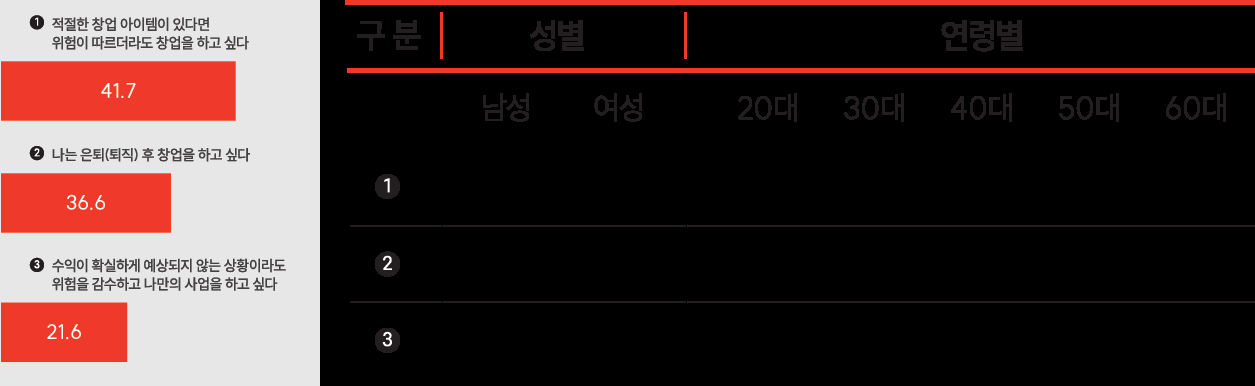 ❶ 적절한 창업 아이템이 있다면
위험이 따르더라도 창업을 하고 싶다
41.7
❷ 나는 은퇴(퇴직) 후 창업을 하고 싶다
36.6
❸ 수익이 확실하게 예상되지 않는 상황이라도
위험을 감수하고 나만의 사업을 하고 싶다
21.6
구 분 성별 연령별
남성 여성 20대 30대 40대 50대 60대
❶
❷
❸